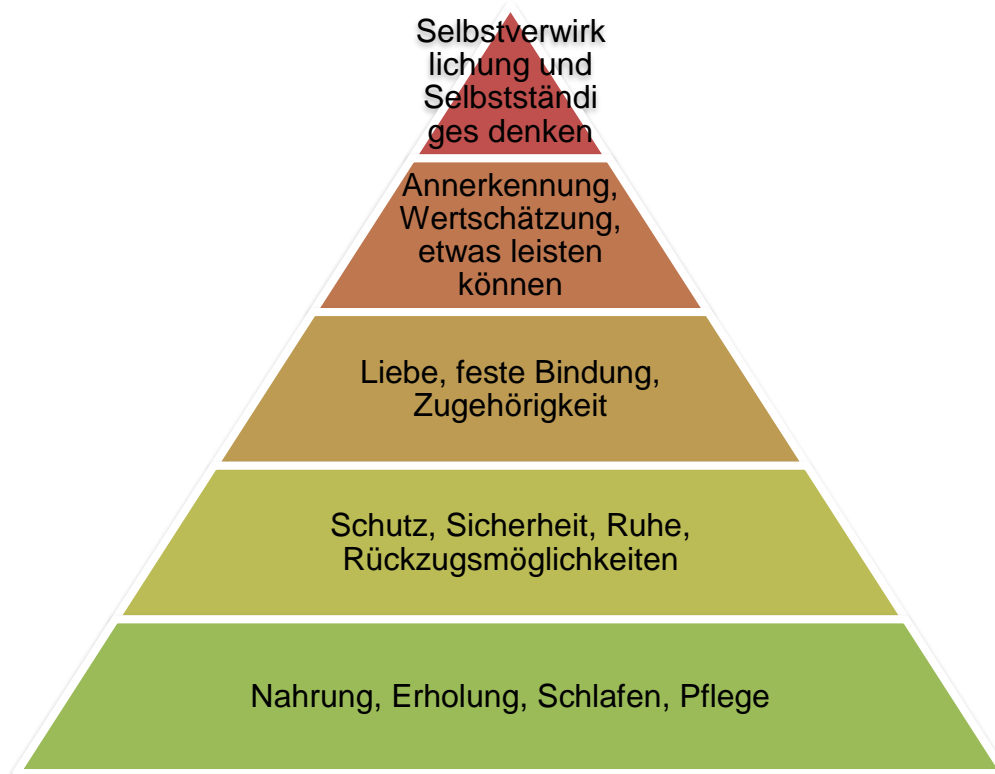 Selbstverwirk
lichung und
Selbstständi
ges denken
Annerkennung,
Wertschätzung,
etwas leisten
können
Liebe, feste Bindung,
Zugehörigkeit
Schutz, Sicherheit, Ruhe,
Rückzugsmöglichkeiten
Nahrung, Erholung, Schlafen, Pflege